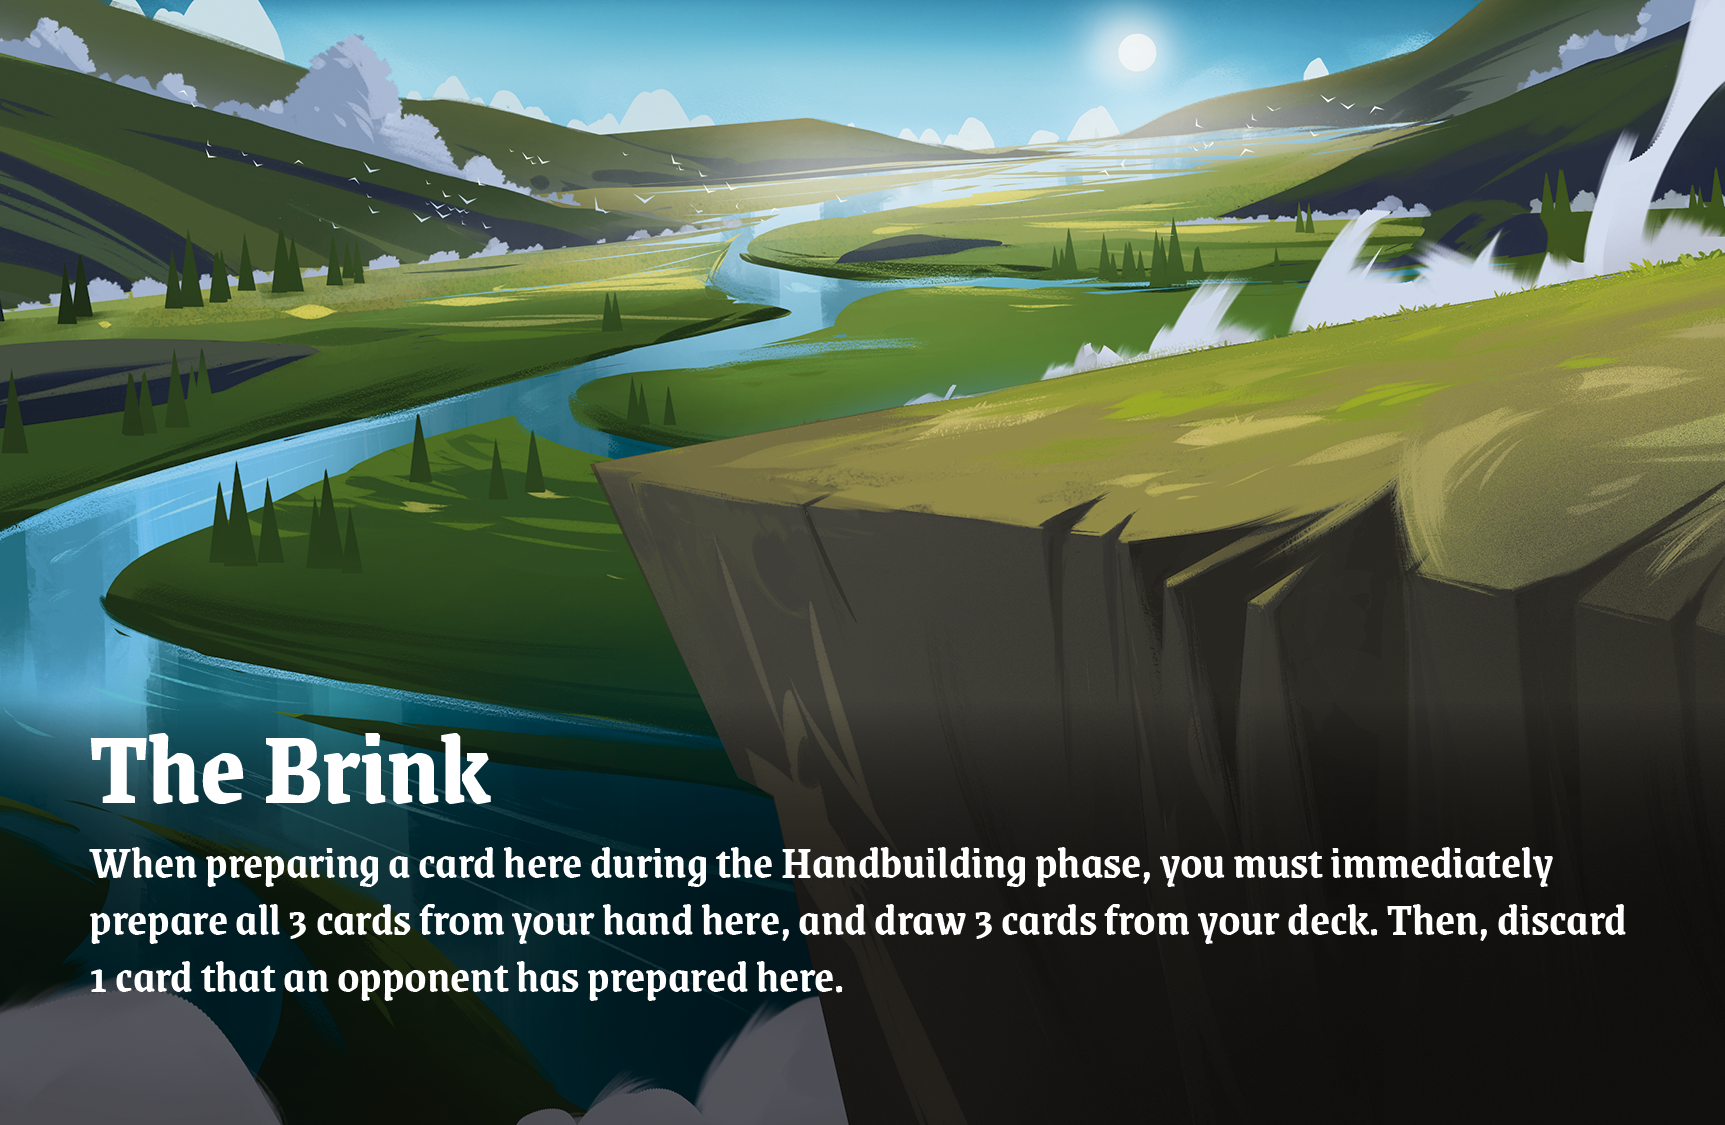 The Brink
When preparing a card here during the Handbuilding phase, you must immediately
prepare all 3 cards from your hand here, and draw 3 cards from your deck. Then, discard
1 card that an opponent has prepared here.